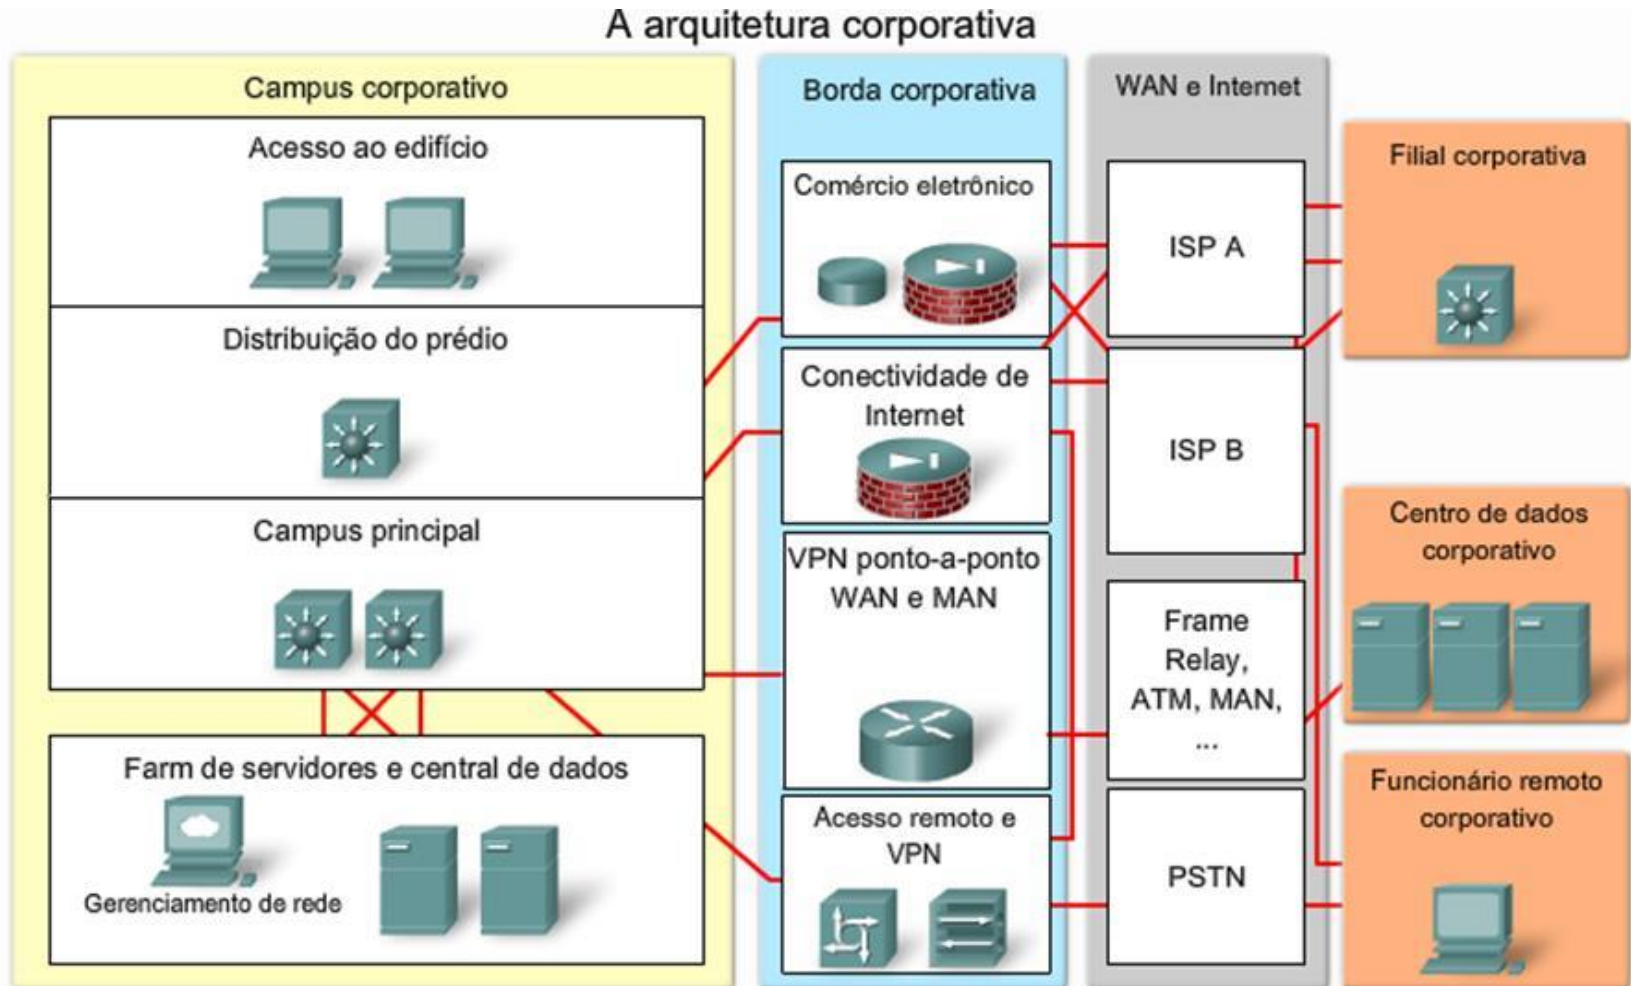 A arquitetura corporativa
Campus corporativo
Acesso ao edifício
Distribuição do prédio
Campus principal
Farm de servidores e central de dados
Gerenciamento de rede
Borda corporativa
Comércio eletrônico
Conectividade de
Internet
VPN ponto-a-ponto
WAN e MAN
Acesso remoto e
VPN
WAN e Internet
ISP A
ISP B
Frame
Relay,
ATM, MAN,
...
PSTN
Filial corporativa
Centro de dados
corporativo
Funcionário remoto
corporativo